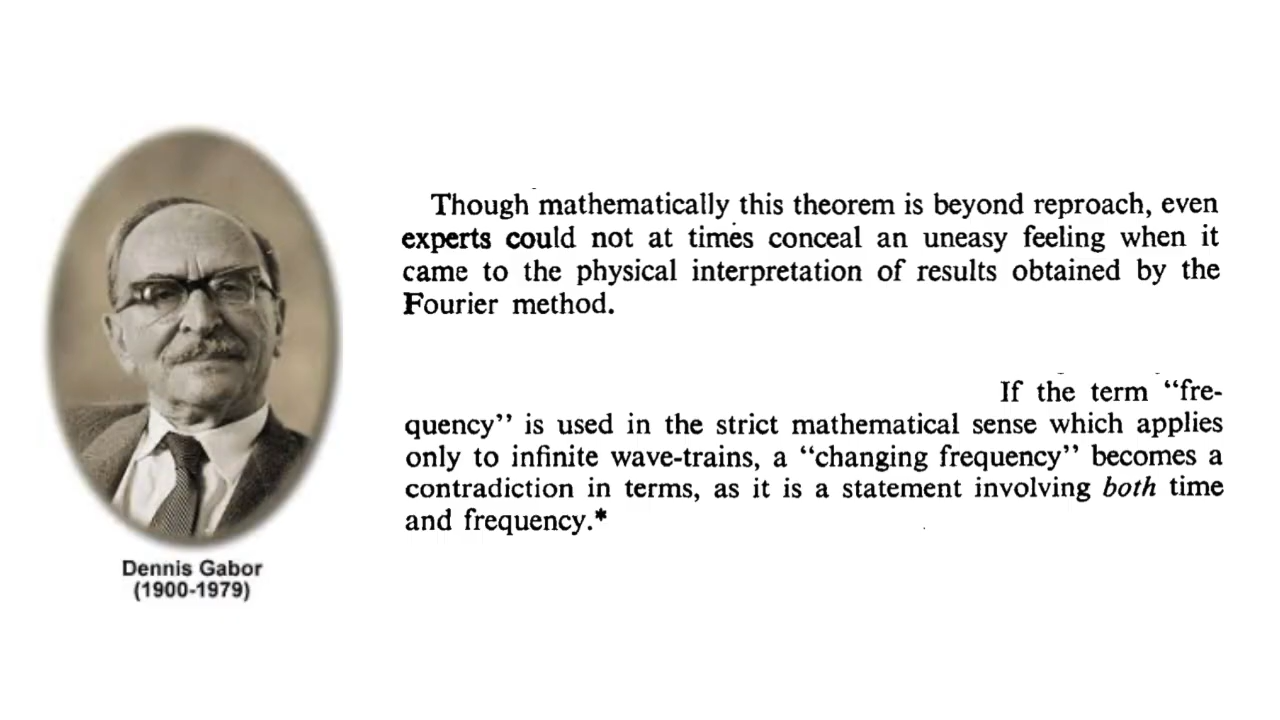 Though mathematically this theorem is beyond reproach, even
experts could not at times conceal an uneasy feeling when it
came to the physical interpretation of results obtained by the
Fourier method.
If the term “fre-
quency” is used in the strict mathematical sense which applies
only to infinite wave-trains, a “changing frequency” becomes a
contradiction in terms, as it is a statement involving both time
and frequency.*
Dennis Gabor
(1900-1979)